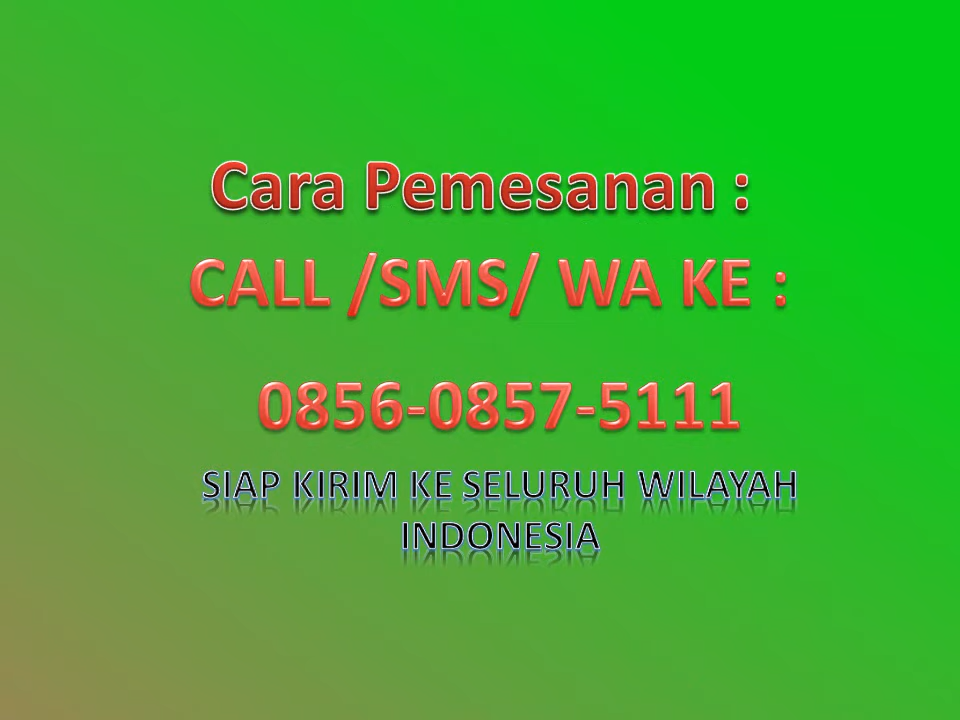 Cara Pemesanan :
CALL /SMS/ WA KE :
0856-0857-5111
SIAP KIRIM KE SELURUH WILAYAH
INDONESIA